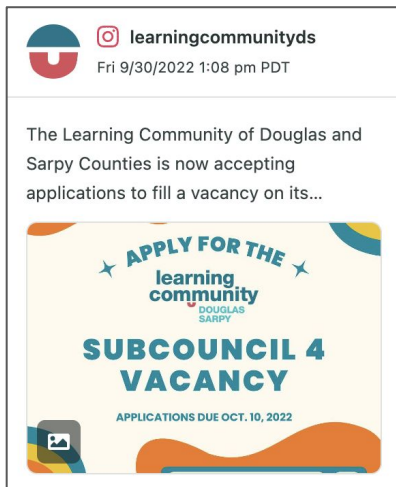 learningcommunityds
Fri 9/30/2022 1:08 pm PDT
The Learning Community of Douglas and
Sarpy Counties is now accepting
applications to fill a vacancy on its...
APPLY FOR THE
learning
community
DOUGLAS
SARPY
SUBCOUNCIL 4
VACANCY
APPLICATIONS DUE OCT. 10, 2022